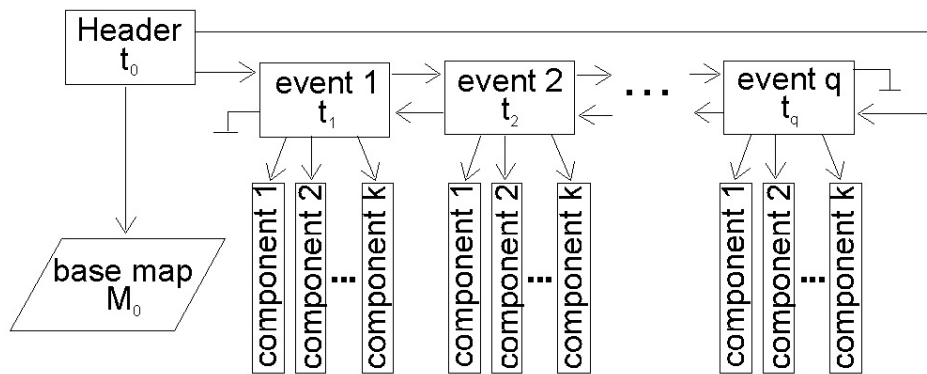 Header
t₀
event 1
t₁
event 2
t₂
...
event q
t_q
base map
M₀
component 1
component 2
...
component k
component 1
component 2
...
component k
component 1
component 2
...
component k